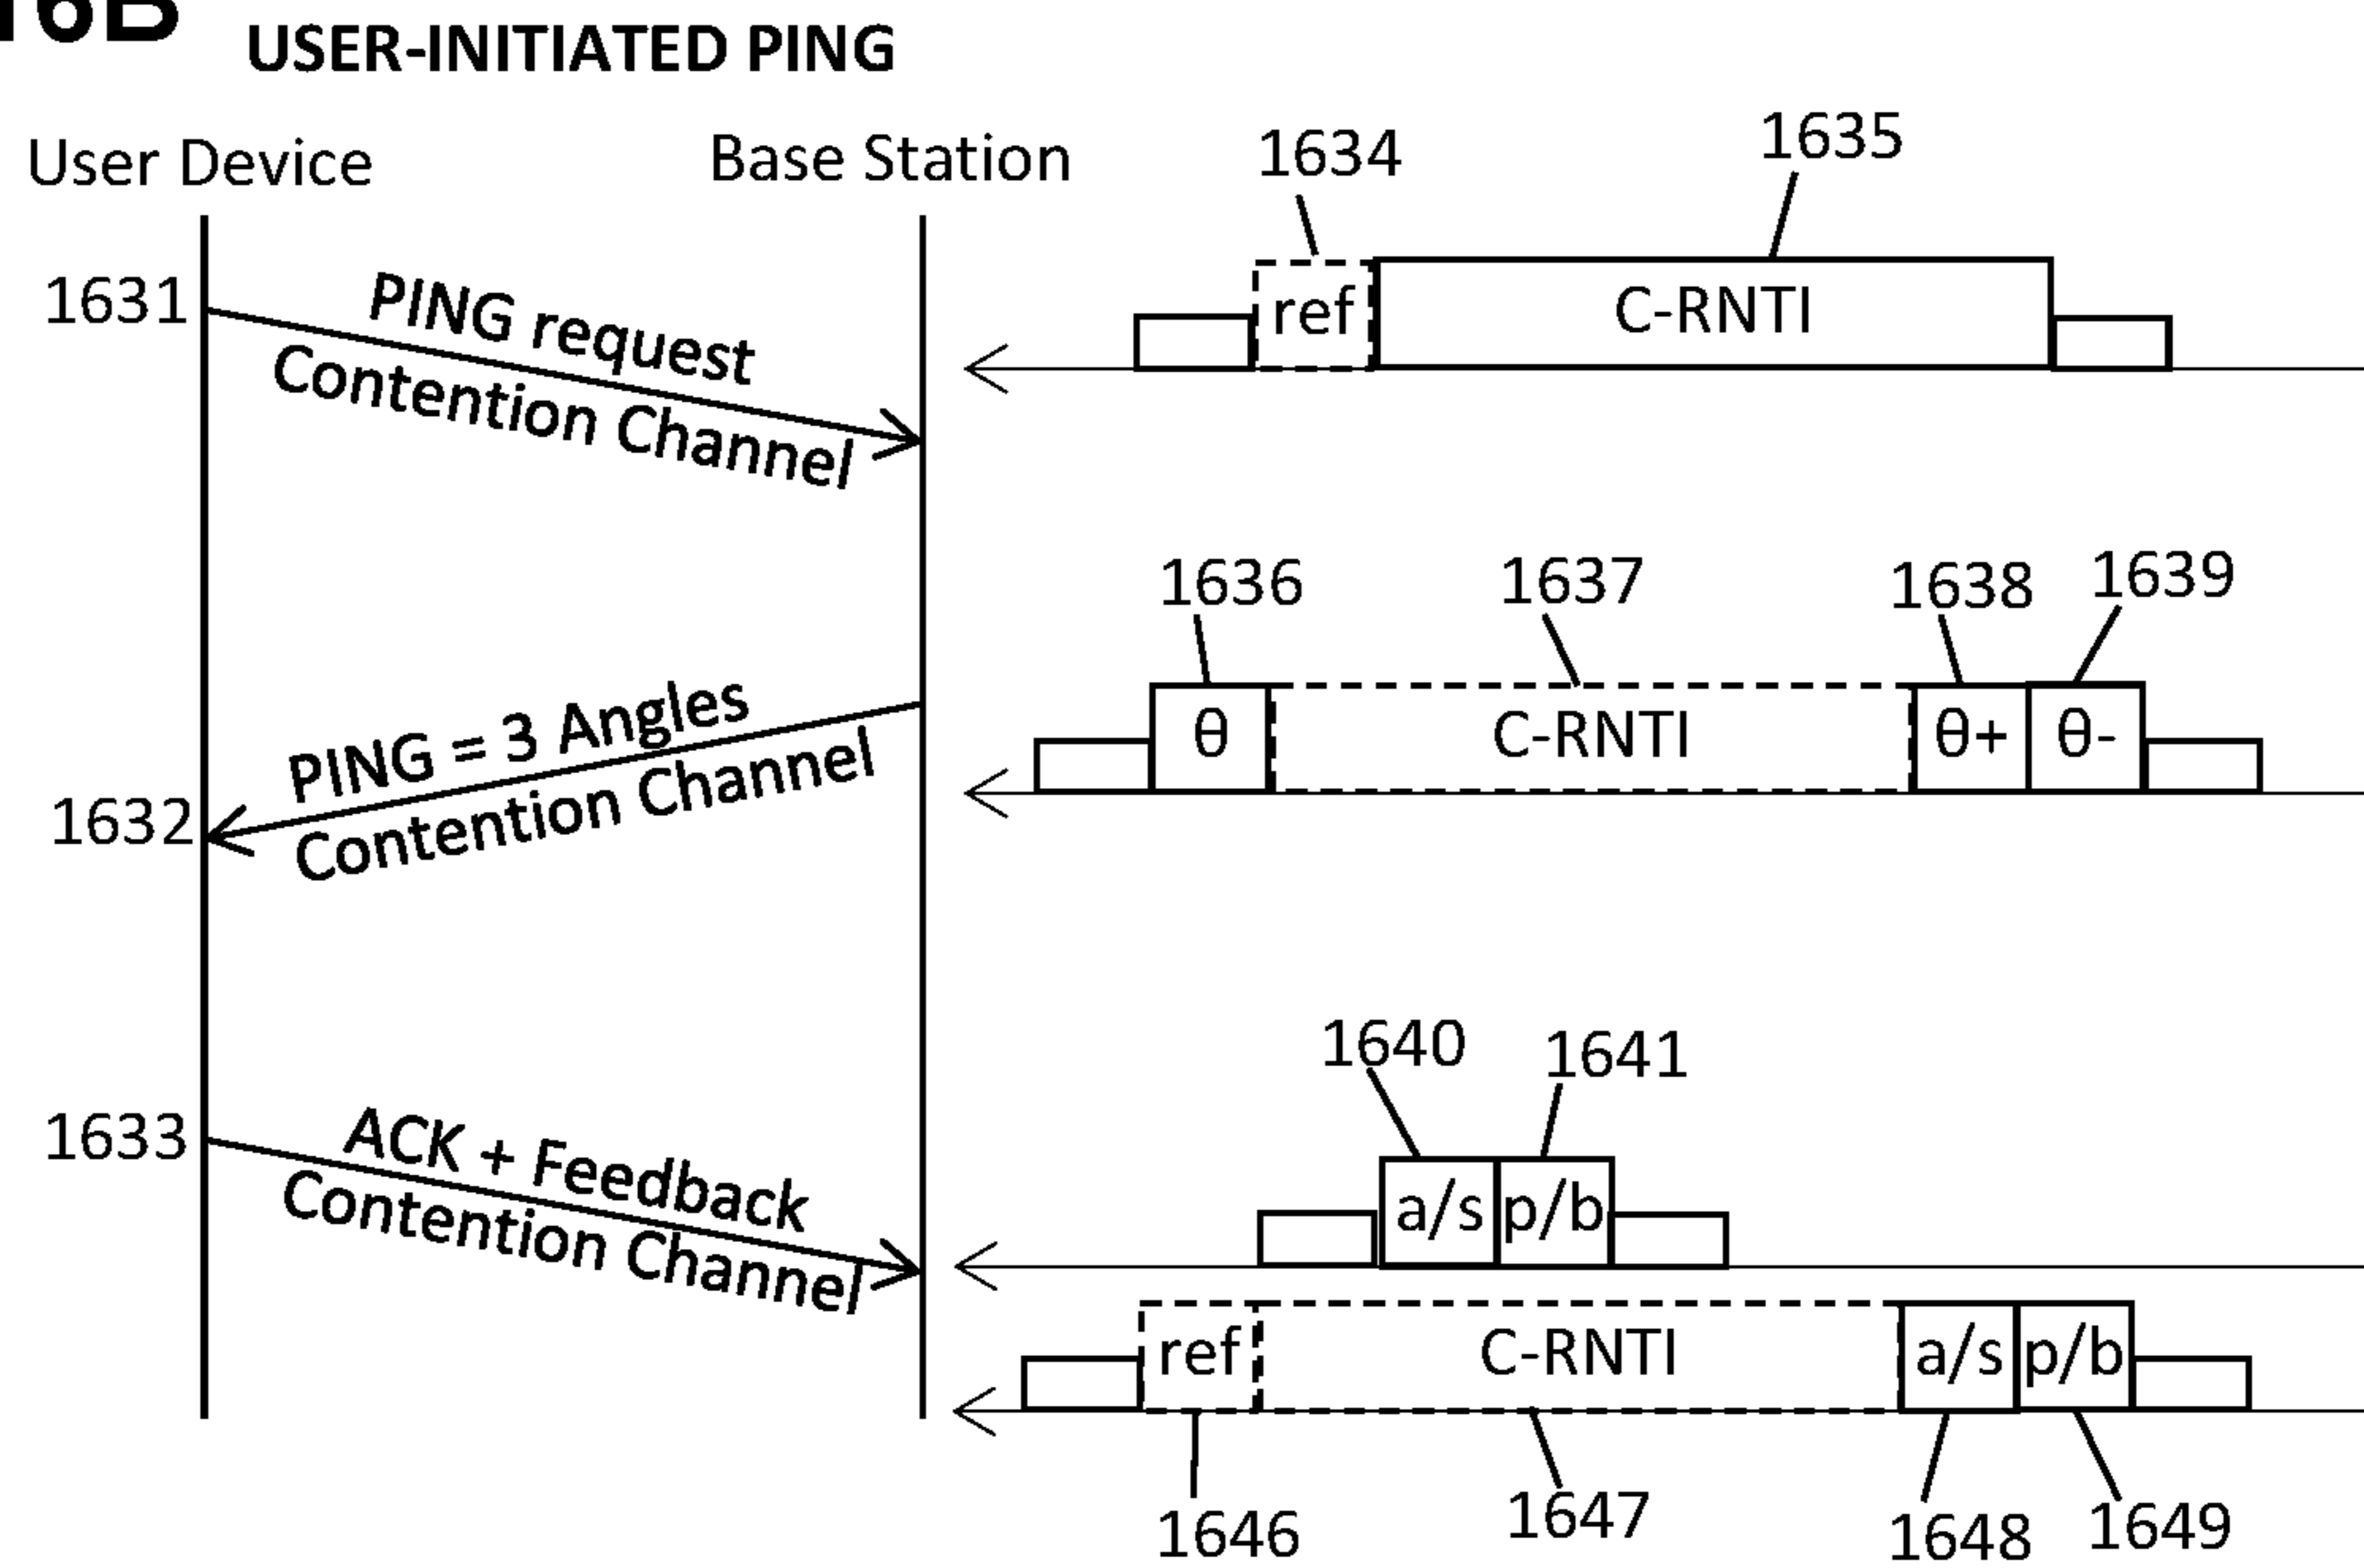 16B
USER-INITIATED PING
User Device
Base Station
1634
1635
1631
PING request
Contention Channel
ref
C-RNTI
1636
1637
1638
1639
PING = 3 Angles
Contention Channel
1632
θ
C-RNTI
θ+
θ-
1640
1641
1633
ACK + Feedback
Contention Channel
a/s
p/b
ref
C-RNTI
a/s
p/b
1646
1647
1648
1649